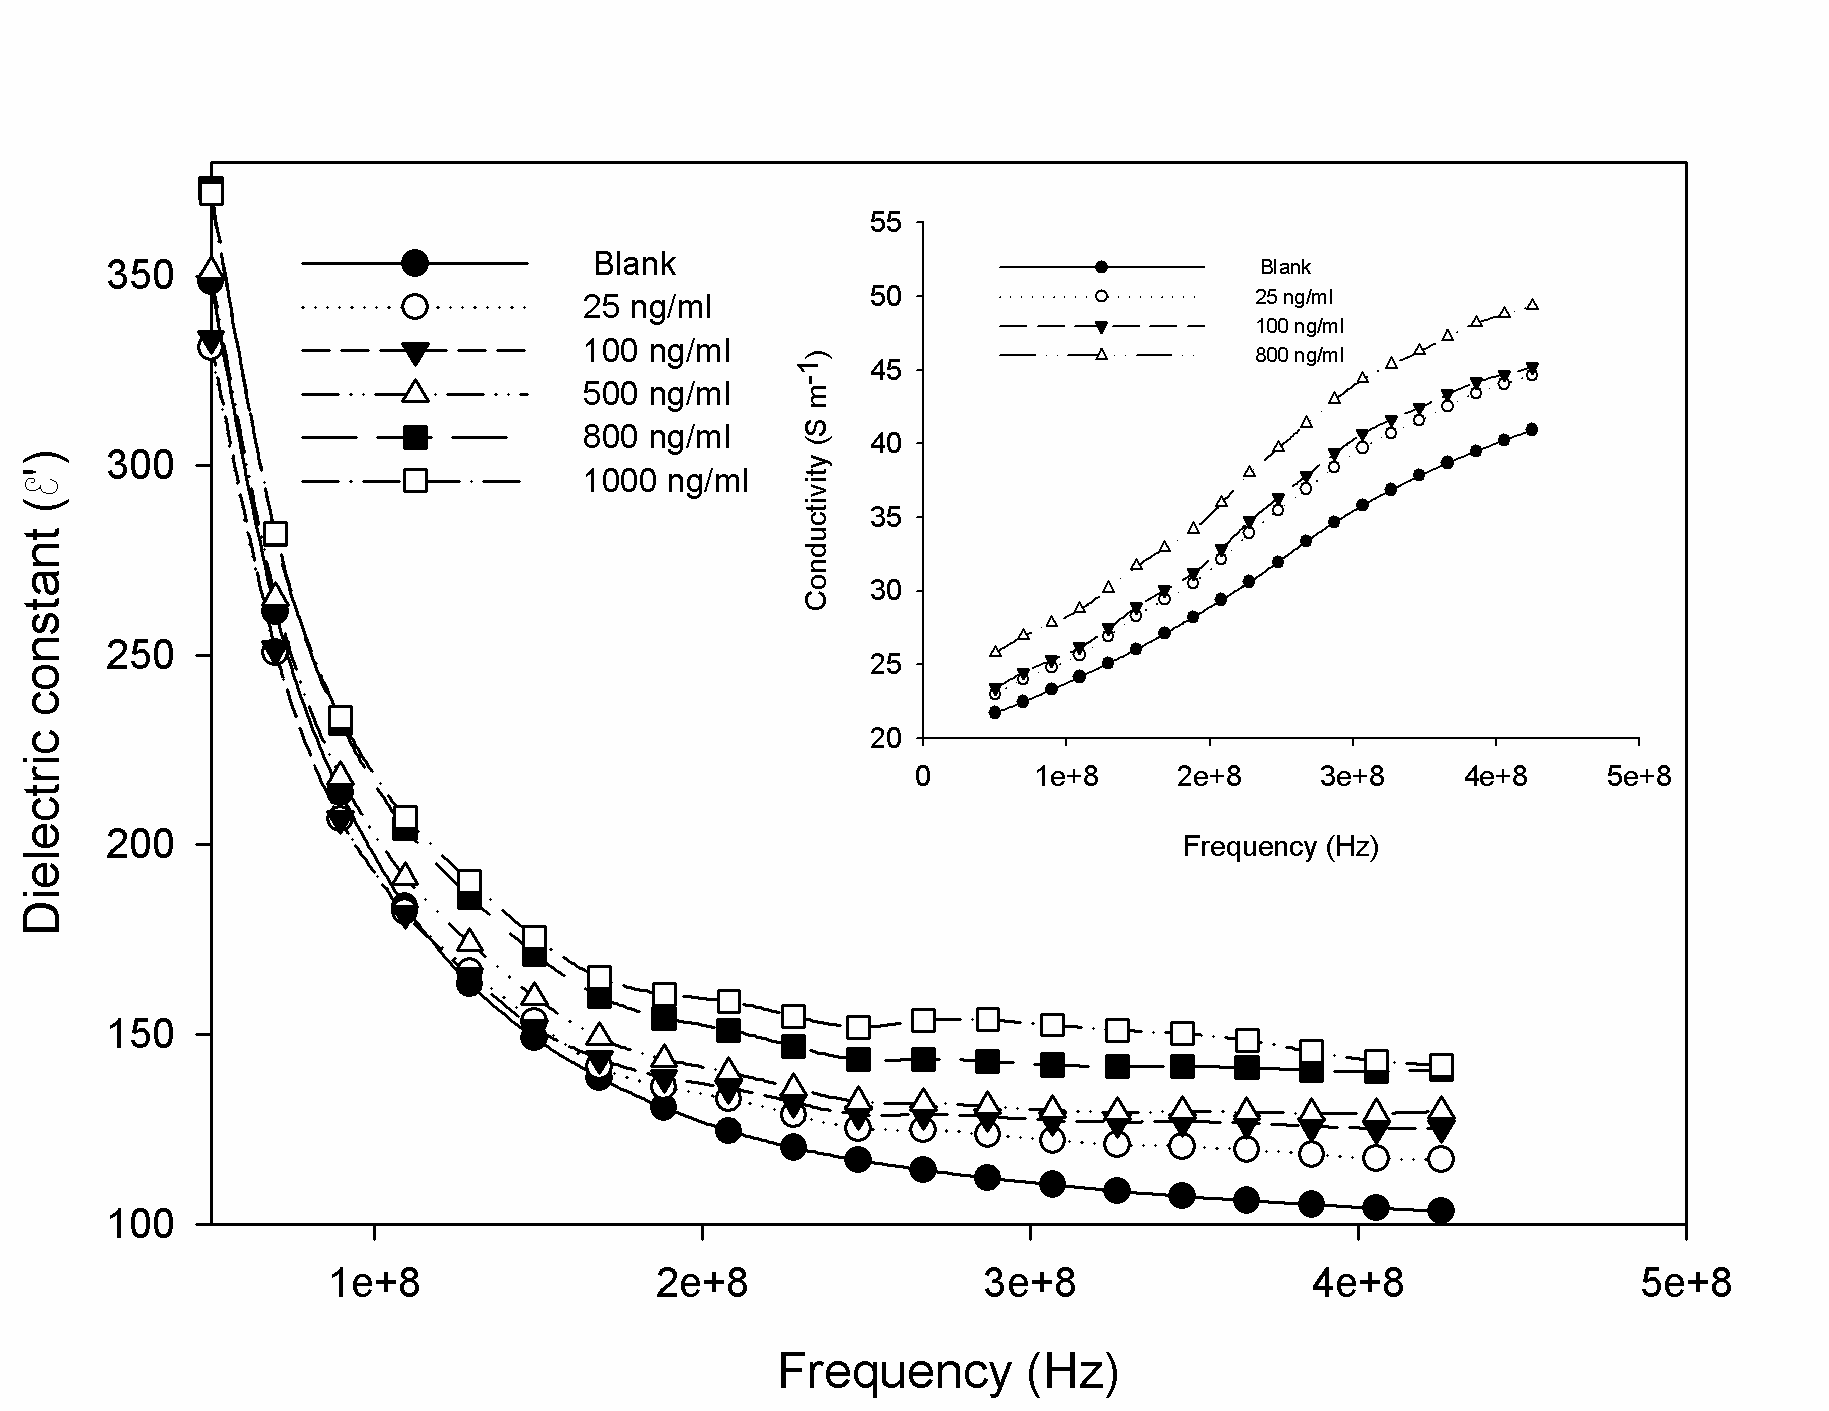 Dielectric constant (ε')
350
300
250
200
150
100
1e+8
2e+8
3e+8
4e+8
5e+8
Frequency (Hz)
Blank
25 ng/ml
100 ng/ml
500 ng/ml
800 ng/ml
1000 ng/ml
Conductivity (S m-1)
55
50
45
40
35
30
25
20
0
1e+8
2e+8
3e+8
4e+8
5e+8
Frequency (Hz)
Blank
25 ng/ml
100 ng/ml
800 ng/ml